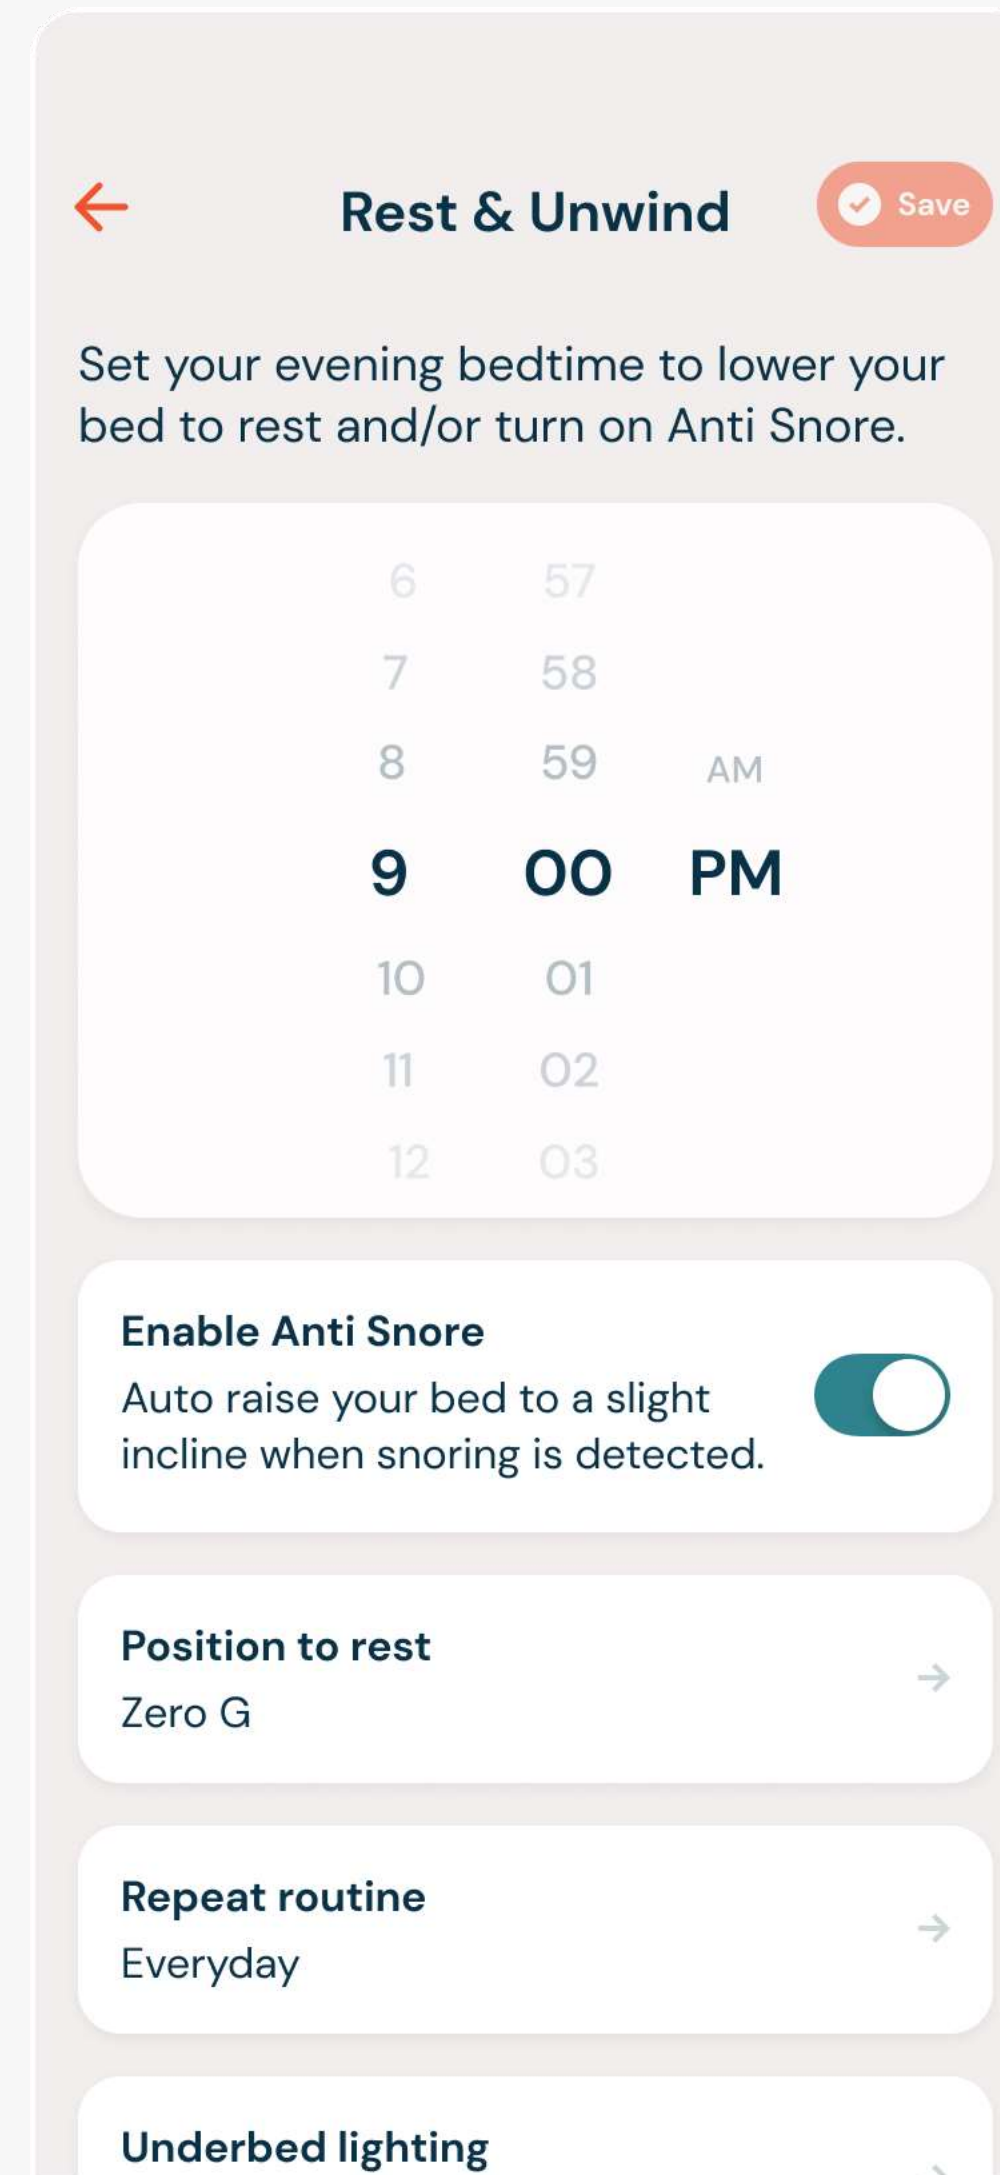 Rest & Unwind
Save
Set your evening bedtime to lower your
bed to rest and/or turn on Anti Snore.
6 57
7 58
8 59 AM
9 00 PM
10 01
11 02
12 03
Enable Anti Snore
Auto raise your bed to a slight
incline when snoring is detected.
Position to rest
Zero G
Repeat routine
Everyday
Underbed lighting